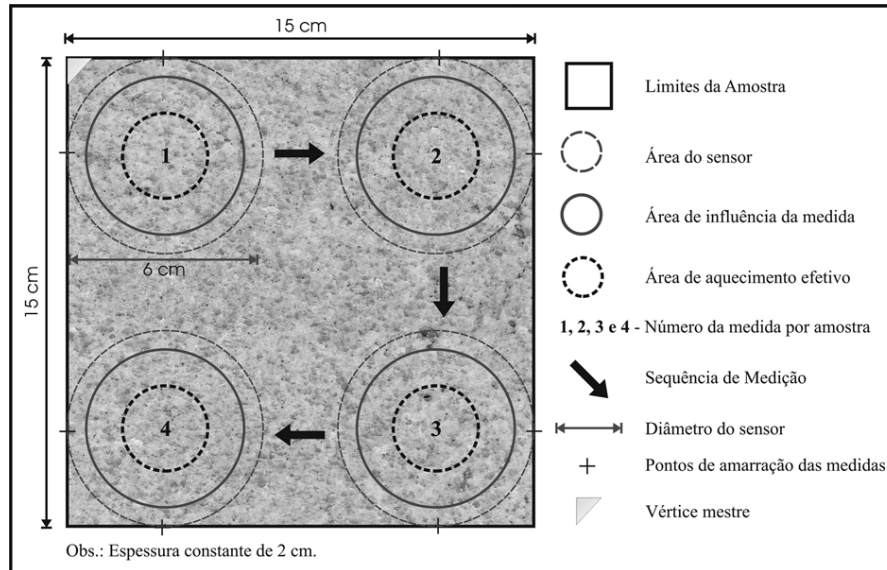 15 cm
15 cm
1
2
6 cm
4
3
Obs.: Espessura constante de 2 cm.
Limites da Amostra
Área do sensor
Área de influência da medida
Área de aquecimento efetivo
1, 2, 3 e 4 - Número da medida por amostra
Sequência de Medição
Diâmetro do sensor
Pontos de amarração das medidas
Vértice mestre